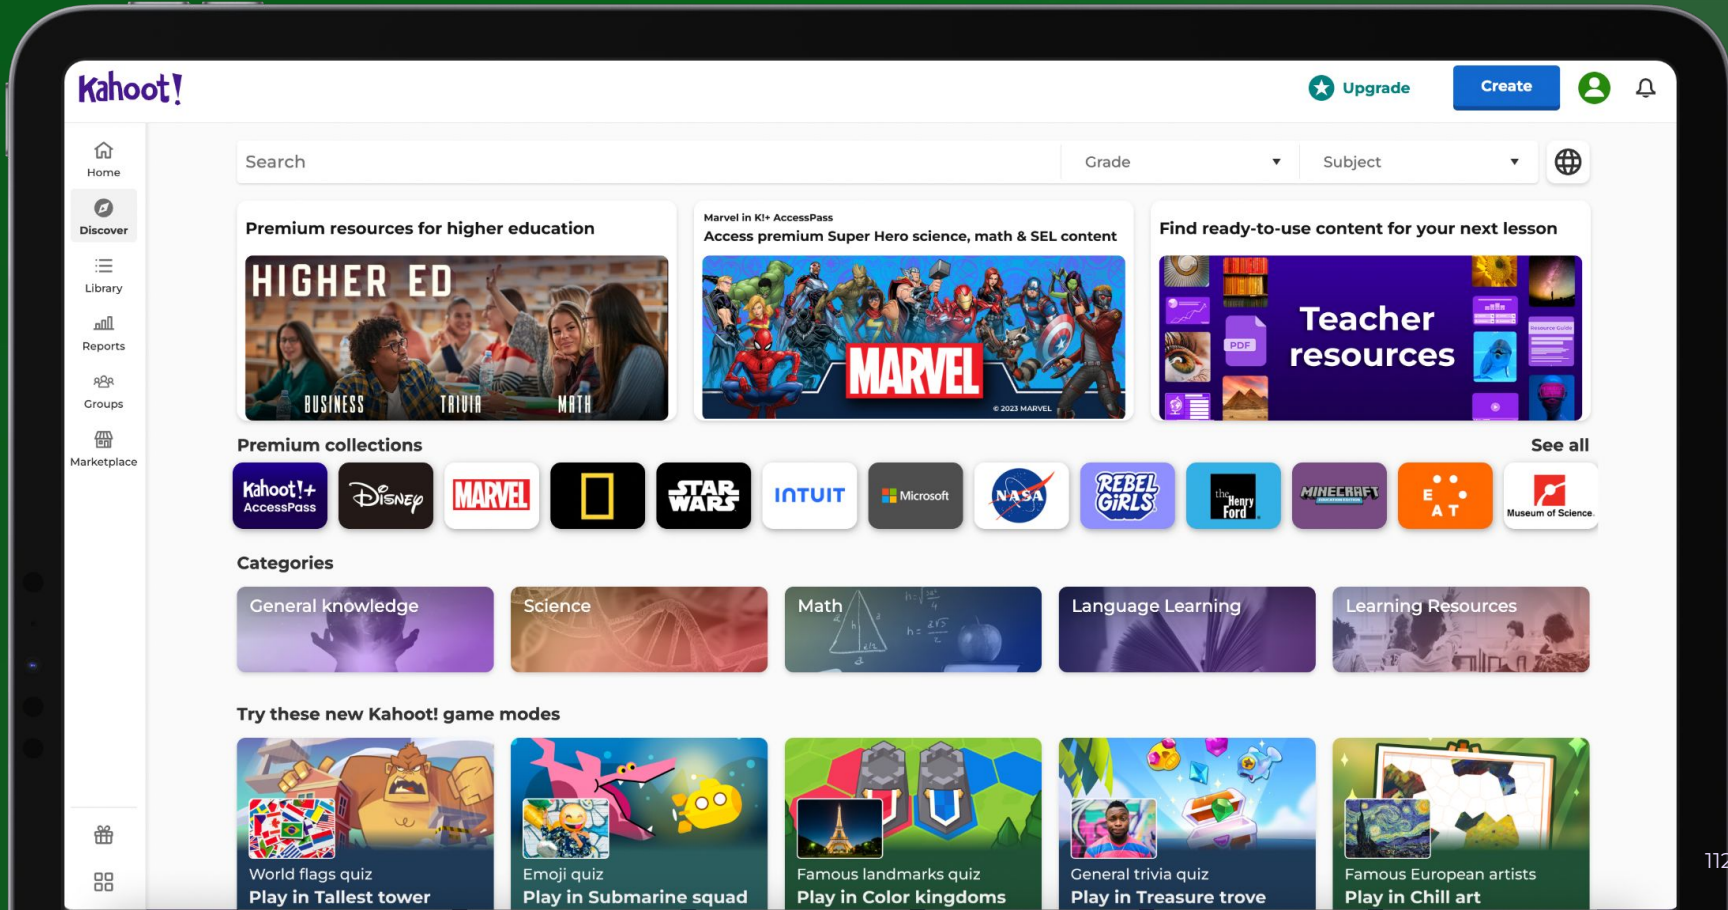 Kahoot!
Upgrade
Create
Home
Discover
Library
Reports
Groups
Marketplace
Search
Grade
Subject
Premium resources for higher education
HIGHER ED
BUSINESS TRIVIA MATH
Marvel in K!+ AccessPass
Access premium Super Hero science, math & SEL content
MARVEL
© 2023 MARVEL
Find ready-to-use content for your next lesson
Teacher
resources
PDF
Resource Guide
Premium collections
See all
Kahoot!+
AccessPass
Disney
MARVEL
STAR
WARS
INTUIT
Microsoft
NASA
REBEL
GIRLS
the Henry
Ford
MINECRAFT
E
AT
Museum of Science
Categories
General knowledge
Science
Math
Language Learning
Learning Resources
Try these new Kahoot! game modes
World flags quiz
Play in Tallest tower
Emoji quiz
Play in Submarine squad
Famous landmarks quiz
Play in Color kingdoms
General trivia quiz
Play in Treasure trove
Famous European artists
Play in Chill art
112